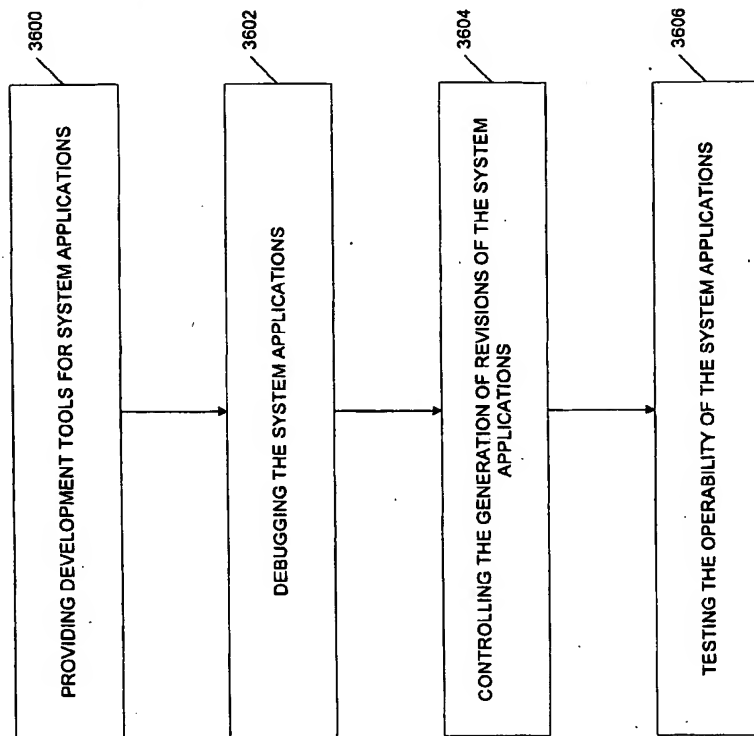 3600
PROVIDING DEVELOPMENT TOOLS FOR SYSTEM APPLICATIONS
3602
DEBUGGING THE SYSTEM APPLICATIONS
3604
CONTROLLING THE GENERATION OF REVISIONS OF THE SYSTEM
APPLICATIONS
3606
TESTING THE OPERABILITY OF THE SYSTEM APPLICATIONS